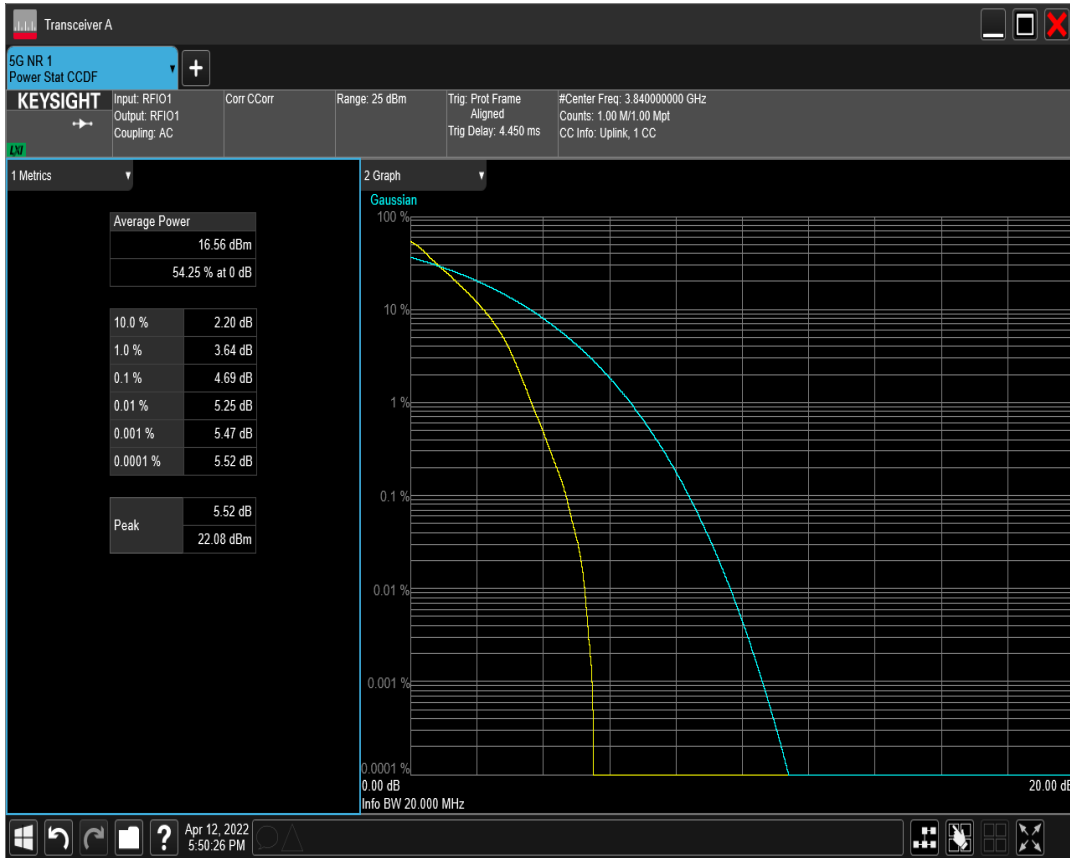 Transceiver A
5G NR 1
Power Stat CCDF
KEYSIGHT
LXI
Input: RFIO1
Output: RFIO1
Coupling: AC
Corr CCorr
Range: 25 dBm
Trig: Prot Frame
Aligned
Trig Delay: 4.450 ms
#Center Freq: 3.840000000 GHz
Counts: 1.00 M/1.00 Mpt
CC Info: Uplink, 1 CC
1 Metrics
Average Power
16.56 dBm
54.25 % at 0 dB
10.0 % 2.20 dB
1.0 % 3.64 dB
0.1 % 4.69 dB
0.01 % 5.25 dB
0.001 % 5.47 dB
0.0001 % 5.52 dB
Peak
5.52 dB
22.08 dBm
2 Graph
Gaussian
100 %
10 %
1 %
0.1 %
0.01 %
0.001 %
0.0001 %
0.00 dB 20.00 dB
Info BW 20.000 MHz
? Apr 12, 2022
5:50:26 PM